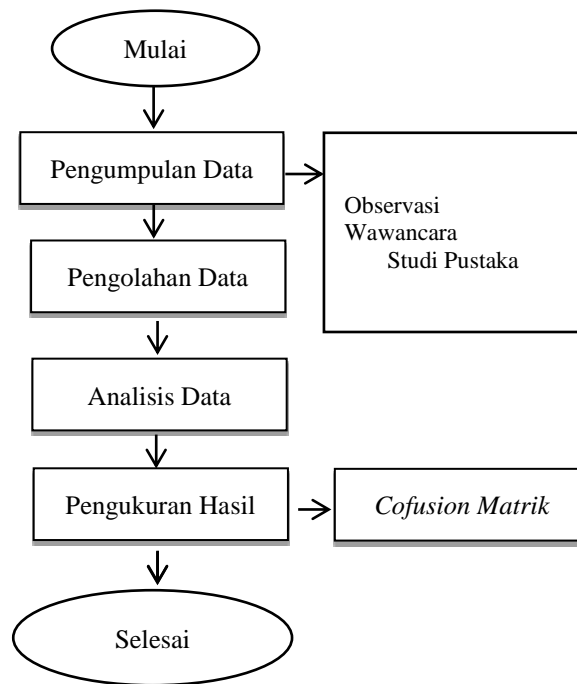 Mulai
Pengumpulan Data
Observasi
Wawancara
Studi Pustaka
Pengolahan Data
Analisis Data
Pengukuran Hasil
Cofusion Matrik
Selesai